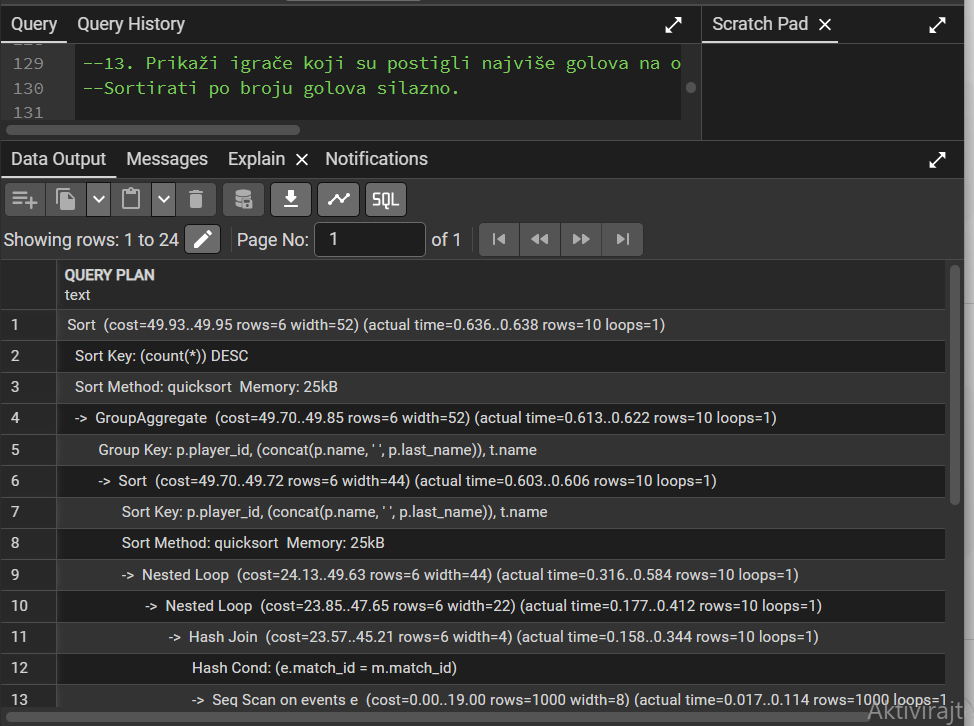 Query Query History
Scratch Pad
129
--13. Prikaži igrače koji su postigli najviše golova na o
130 --Sortirati po broju golova silazno.
131
Data Output Messages Explain Notifications
SQL
Showing rows: 1 to 24 Page No: 1 of 1
QUERY PLAN
text
1 Sort (cost=49.93..49.95 rows=6 width=52) (actual time=0.636..0.638 rows=10 loops=1)
2 Sort Key: (count(*)) DESC
3 Sort Method: quicksort Memory: 25kB
4 -> GroupAggregate (cost=49.70..49.85 rows=6 width=52) (actual time=0.613..0.622 rows=10 loops=1)
5 Group Key: p.player_id, (concat(p.name, ' ', p.last_name)), t.name
6 -> Sort (cost=49.70..49.72 rows=6 width=44) (actual time=0.603..0.606 rows=10 loops=1)
7 Sort Key: p.player_id, (concat(p.name, ' ', p.last_name)), t.name
8 Sort Method: quicksort Memory: 25kB
9 -> Nested Loop (cost=24.13..49.63 rows=6 width=44) (actual time=0.316..0.584 rows=10 loops=1)
10 -> Nested Loop (cost=23.85..47.65 rows=6 width=22) (actual time=0.177..0.412 rows=10 loops=1)
11 -> Hash Join (cost=23.57..45.21 rows=6 width=4) (actual time=0.158..0.344 rows=10 loops=1)
12 Hash Cond: (e.match_id = m.match_id)
13 -> Seq Scan on events e (cost=0.00..19.00 rows=1000 width=8) (actual time=0.017..0.114 rows=1000 loops=1
Aktivirajt